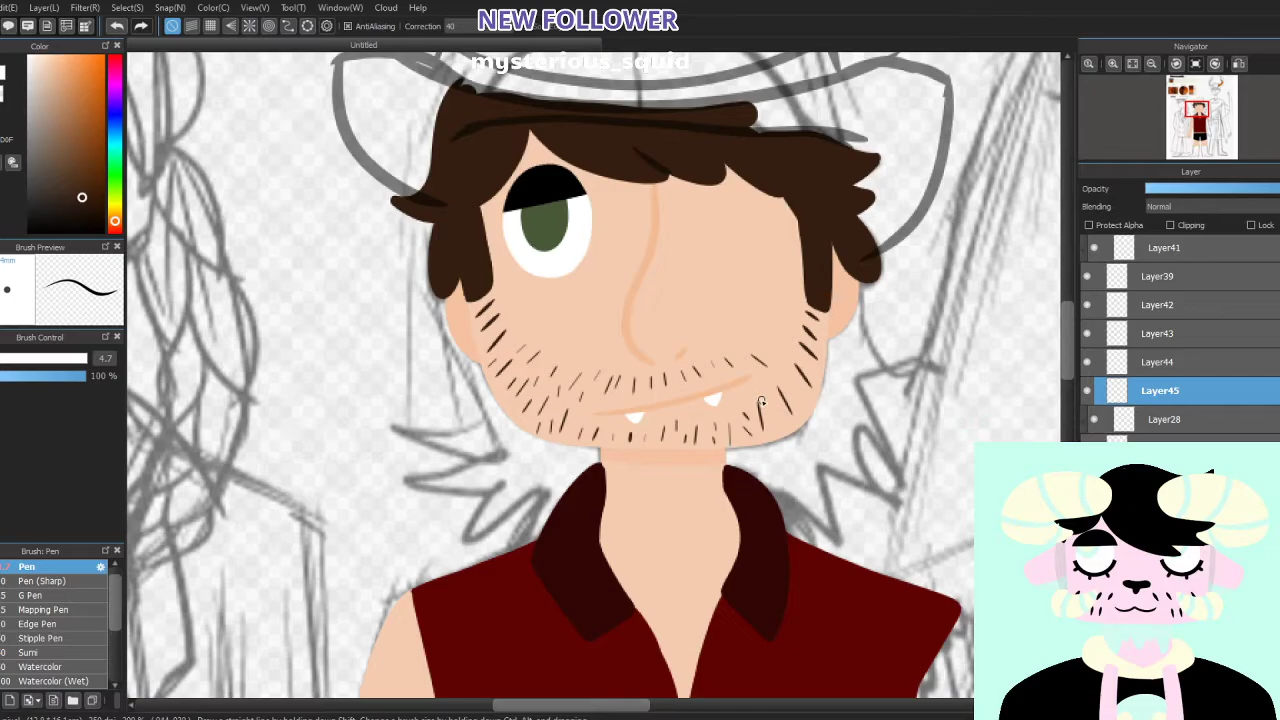 NEW FOLLOWER
mysterious_squid
Layer(L) Filter(R) Select(S) Snap(N) Color(C) View(V) Tool(T) Window(W) Cloud Help
AntiAliasing Correction 40
Color
Untitled
Navigator
Brush Preview
Brush Control
4.7
100 %
Layer
Opacity
Blending Normal
Protect Alpha Clipping Lock
Layer41
Layer39
Layer42
Layer43
Layer44
Layer45
Layer28
Brush: Pen
Pen
Pen (Sharp)
G Pen
Mapping Pen
Edge Pen
Stipple Pen
Sumi
Watercolor
Watercolor (Wet)